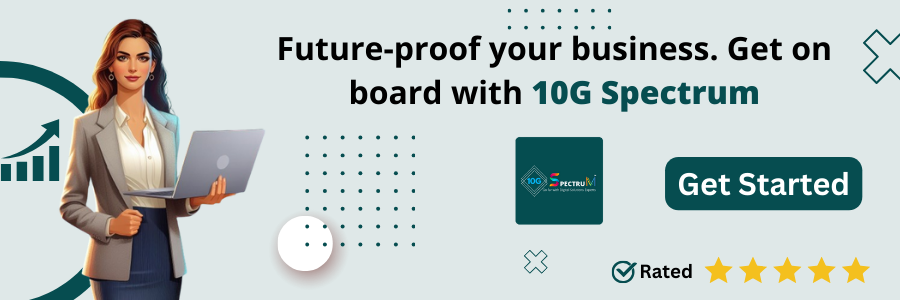 Future-proof your business. Get on
board with 10G Spectrum
10G SpectruM
Get Started
Rated